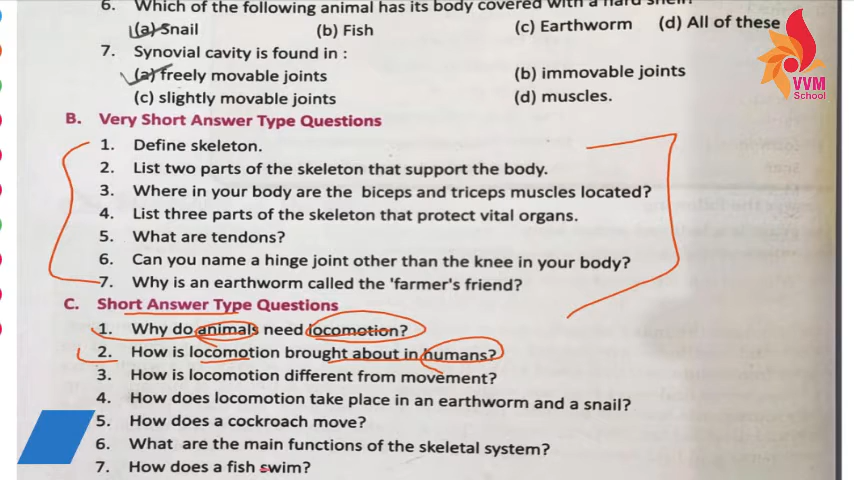 6. Which of the following animal has its body covered with a hard shell?
(a) Snail (b) Fish (c) Earthworm (d) All of these
7. Synovial cavity is found in :
(a) freely movable joints (b) immovable joints
(c) slightly movable joints (d) muscles.
B. Very Short Answer Type Questions
1. Define skeleton.
2. List two parts of the skeleton that support the body.
3. Where in your body are the biceps and triceps muscles located?
4. List three parts of the skeleton that protect vital organs.
5. What are tendons?
6. Can you name a hinge joint other than the knee in your body?
7. Why is an earthworm called the 'farmer's friend?
C. Short Answer Type Questions
1. Why do animals need locomotion?
2. How is locomotion brought about in humans?
3. How is locomotion different from movement?
4. How does locomotion take place in an earthworm and a snail?
5. How does a cockroach move?
6. What are the main functions of the skeletal system?
7. How does a fish swim?
VVM
School